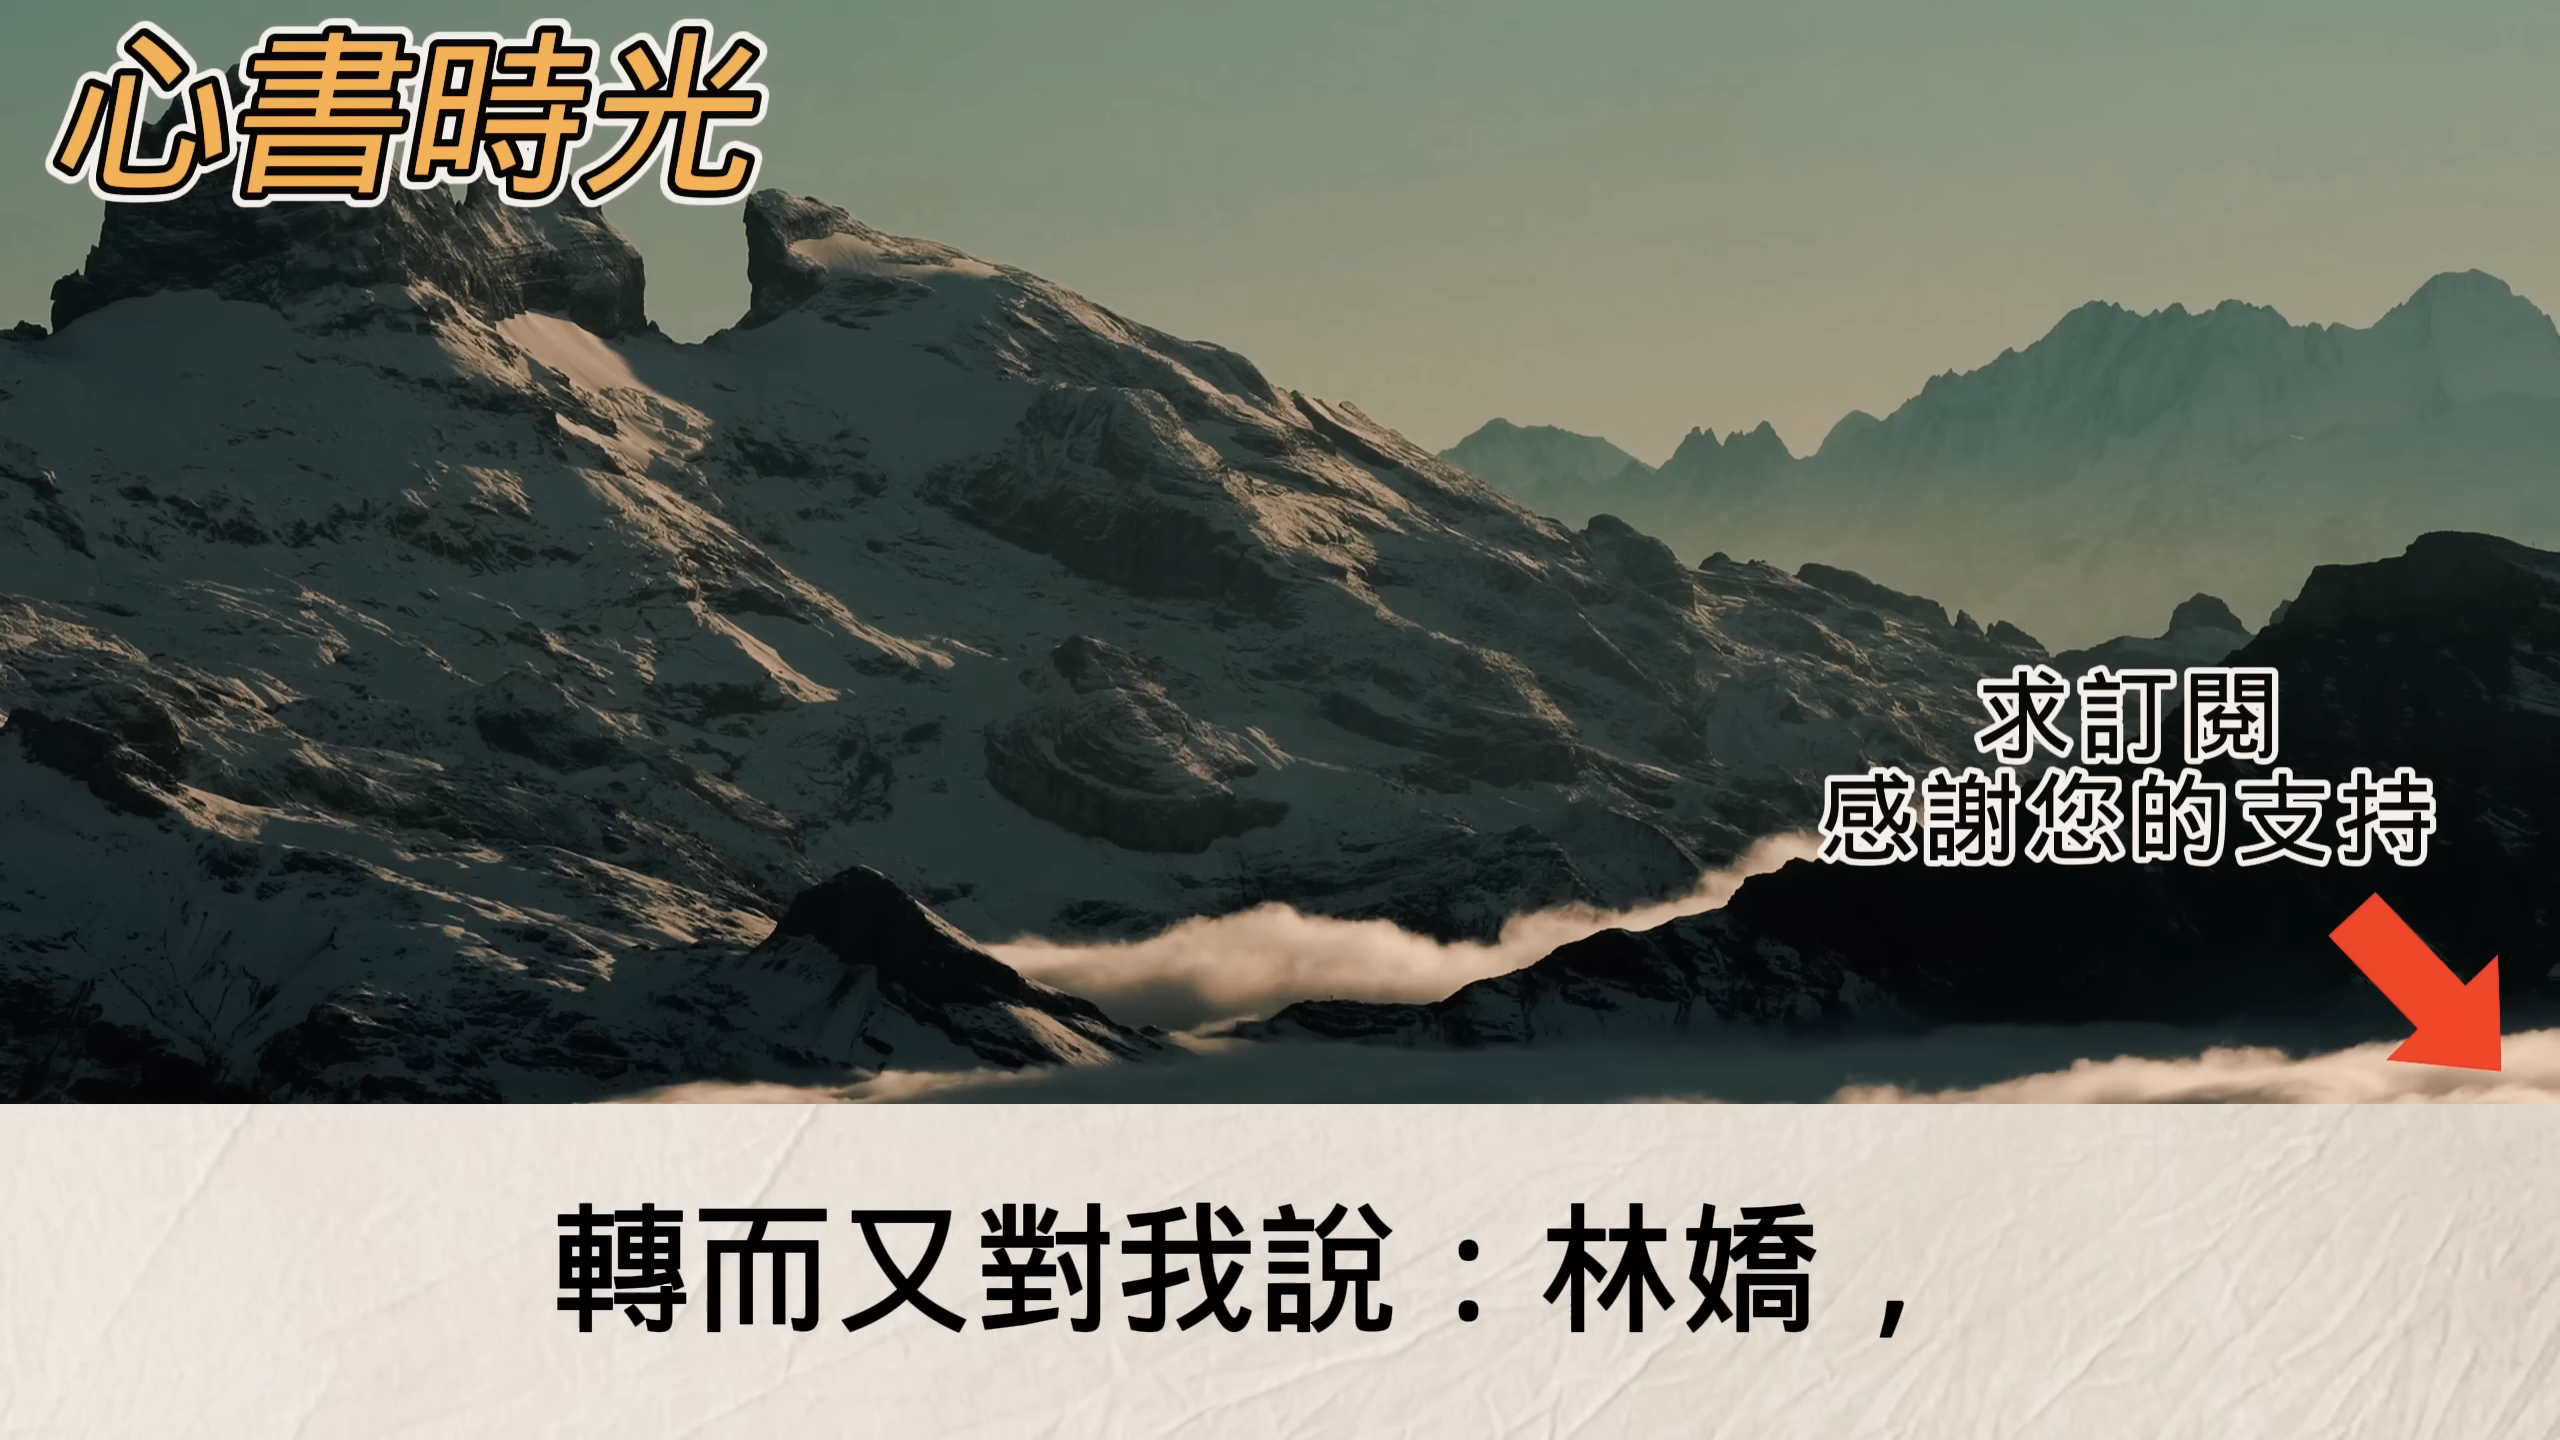 心書時光
求訂閱
感謝您的支持
轉而又對我說：林嬌，